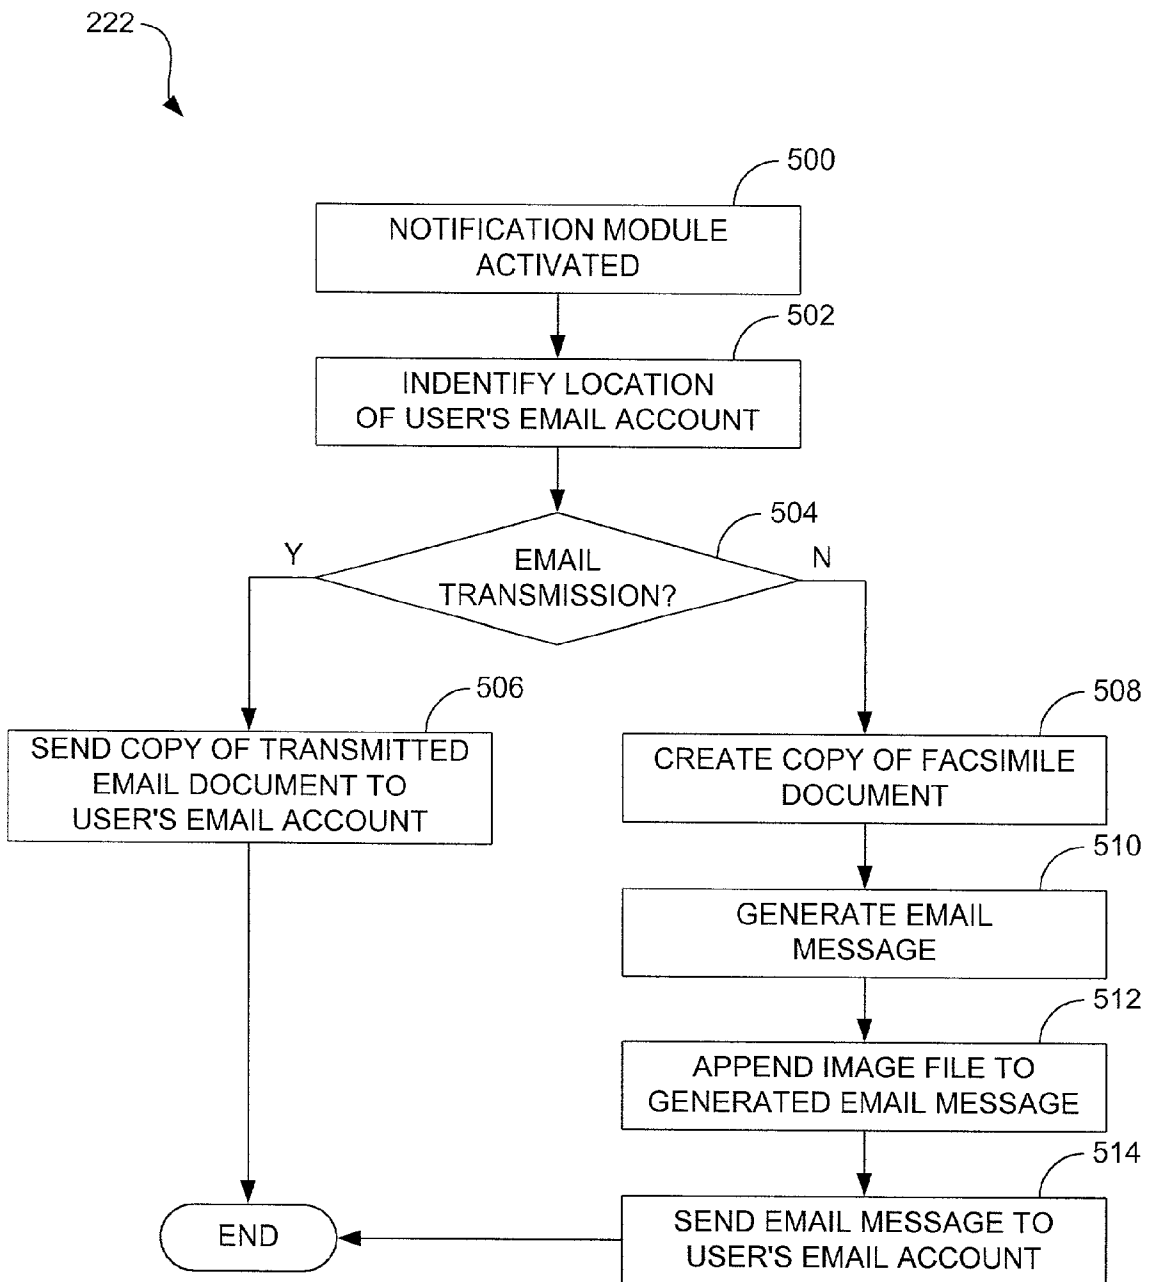 222
500
NOTIFICATION MODULE
ACTIVATED
502
INDENTIFY LOCATION
OF USER'S EMAIL ACCOUNT
504
Y
EMAIL
TRANSMISSION?
N
506
SEND COPY OF TRANSMITTED
EMAIL DOCUMENT TO
USER'S EMAIL ACCOUNT
508
CREATE COPY OF FACSIMILE
DOCUMENT
510
GENERATE EMAIL
MESSAGE
512
APPEND IMAGE FILE TO
GENERATED EMAIL MESSAGE
514
SEND EMAIL MESSAGE TO
USER'S EMAIL ACCOUNT
END